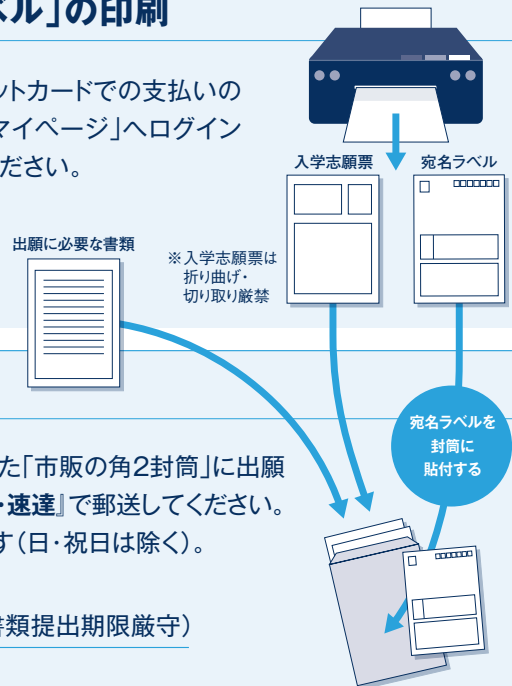 ベル」の印刷
ットカードでの支払いの
マイページ」へログイン
ださい。
入学志願票
宛名ラベル
出願に必要な書類
※入学志願票は
折り曲げ・
切り取り厳禁
宛名ラベルを
封筒に
貼付する
た「市販の角2封筒」に出願
・速達』で郵送してください。
す（日・祝日は除く）。
書類提出期限厳守）